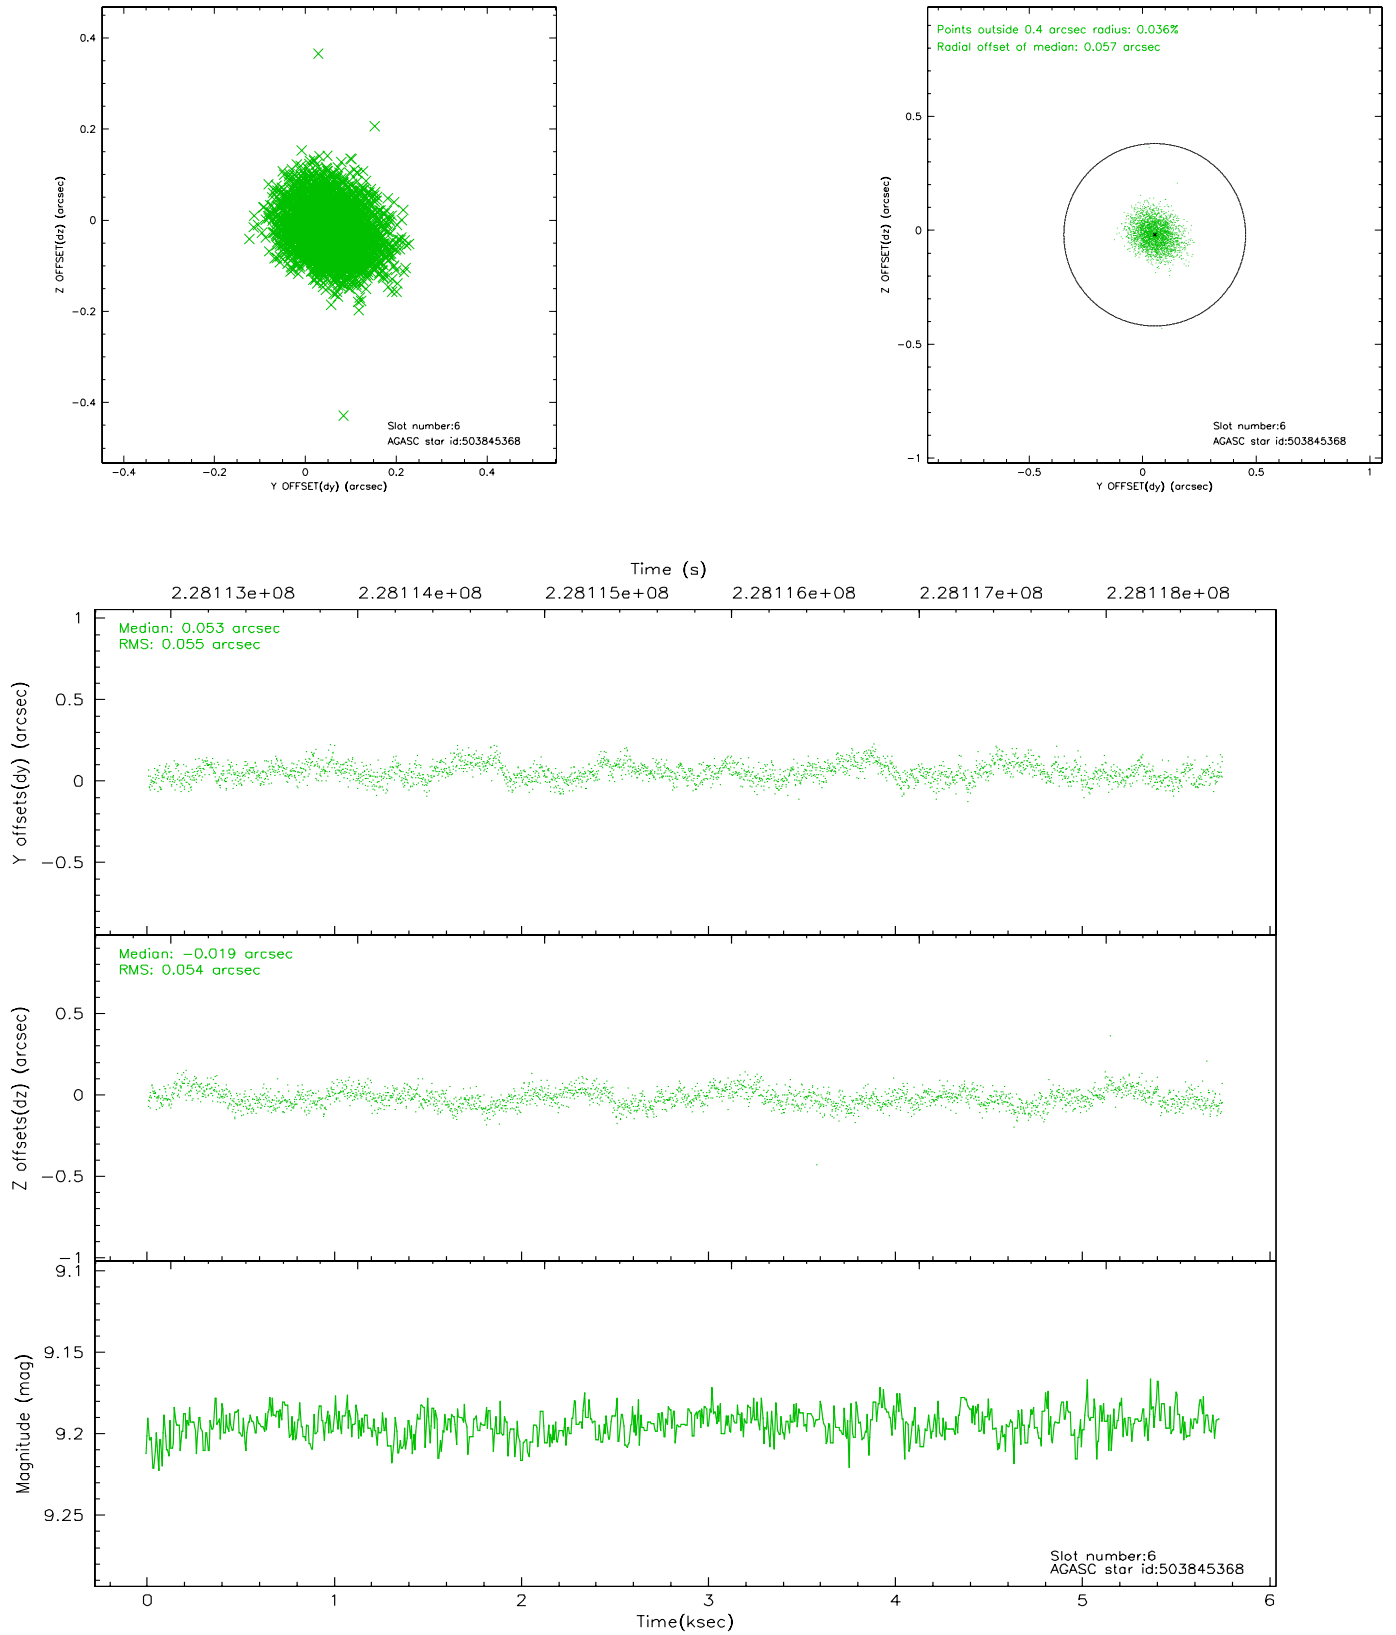 0.4
0.2
0
−0.2
−0.4
Z OFFSET(dz) (arcsec)
Slot number:6
AGASC star id:503845368
−0.4
−0.2
0
0.2
0.4
Y OFFSET(dy) (arcsec)
Points outside 0.4 arcsec radius: 0.036%
Radial offset of median: 0.057 arcsec
0.5
0
−0.5
−1
Z OFFSET(dz) (arcsec)
Slot number:6
AGASC star id:503845368
−0.5
0
0.5
1
Y OFFSET(dy) (arcsec)
Time (s)
2.28113e+08
2.28114e+08
2.28115e+08
2.28116e+08
2.28117e+08
2.28118e+08
Median: 0.053 arcsec
RMS: 0.055 arcsec
1
0.5
0
−0.5
Y offsets(dy) (arcsec)
Median: −0.019 arcsec
RMS: 0.054 arcsec
0.5
0
−0.5
−1
Z offsets(dz) (arcsec)
9.1
9.15
9.2
9.25
Magnitude (mag)
Slot number:6
AGASC star id:503845368
0
1
2
3
4
5
6
Time(ksec)